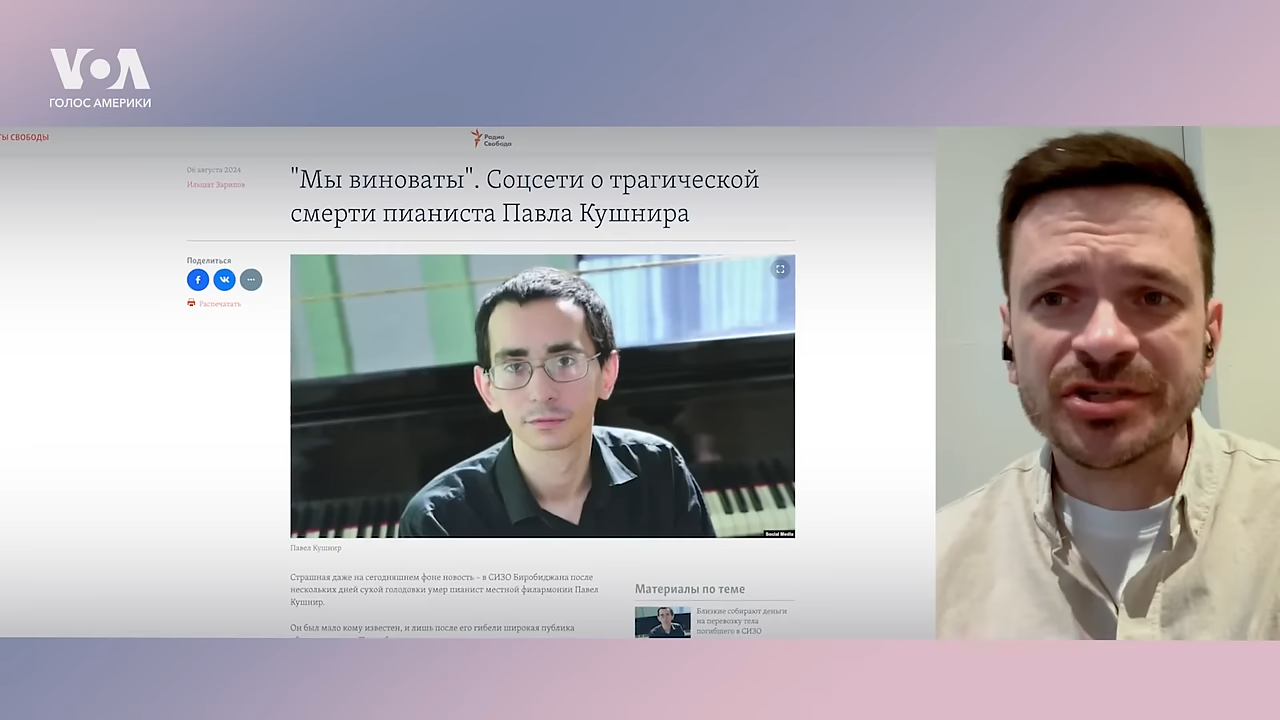 VOA
ГОЛОС АМЕРИКИ
ТЫ СВОБОДЫ
Радио
Свобода
06 августа 2024
Ильшат Зарипов
"Мы виноваты". Соцсети о трагической
смерти пианиста Павла Кушнира
Поделиться
Распечатать
Social Media
Павел Кушнир
Страшная даже на сегодняшнем фоне новость – в СИЗО Биробиджана после
нескольких дней сухой голодовки умер пианист местной филармонии Павел
Кушнир.
Он был мало кому известен, и лишь после его гибели широкая публика
Материалы по теме
Близкие собирают деньги
на перевозку тела
погибшего в СИЗО